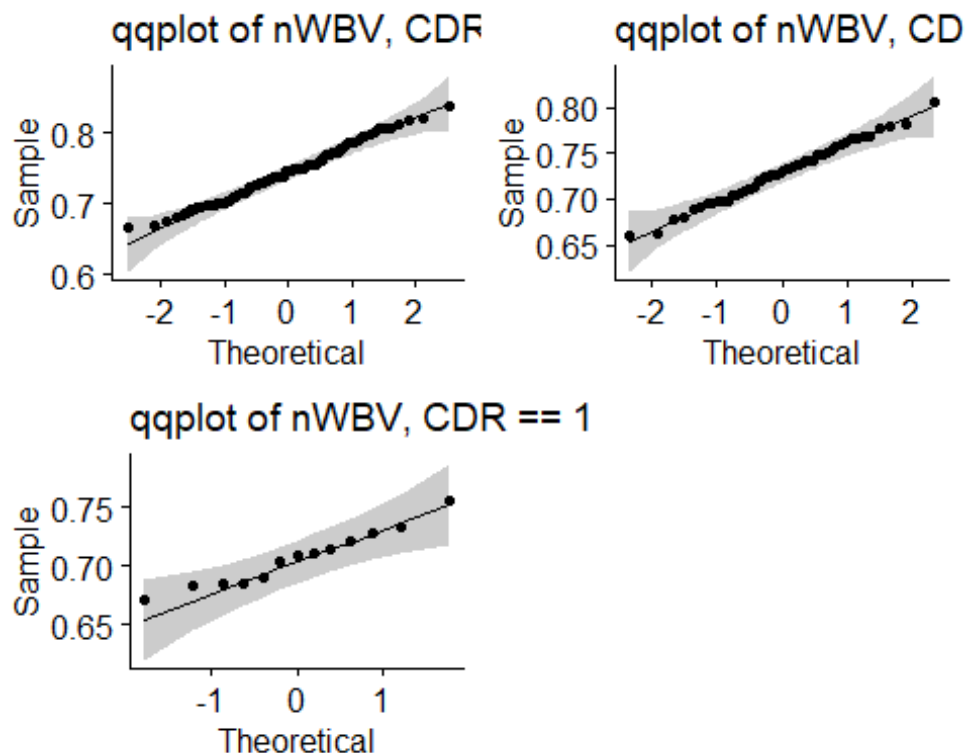 qqplot of nWBV, CDR
0.8
0.7
0.6
Sample
-2 -1 0 1 2
Theoretical
qqplot of nWBV, CD
0.80
0.75
0.70
0.65
Sample
-2 -1 0 1 2
Theoretical
qqplot of nWBV, CDR == 1
0.75
0.70
0.65
Sample
-1 0 1
Theoretical